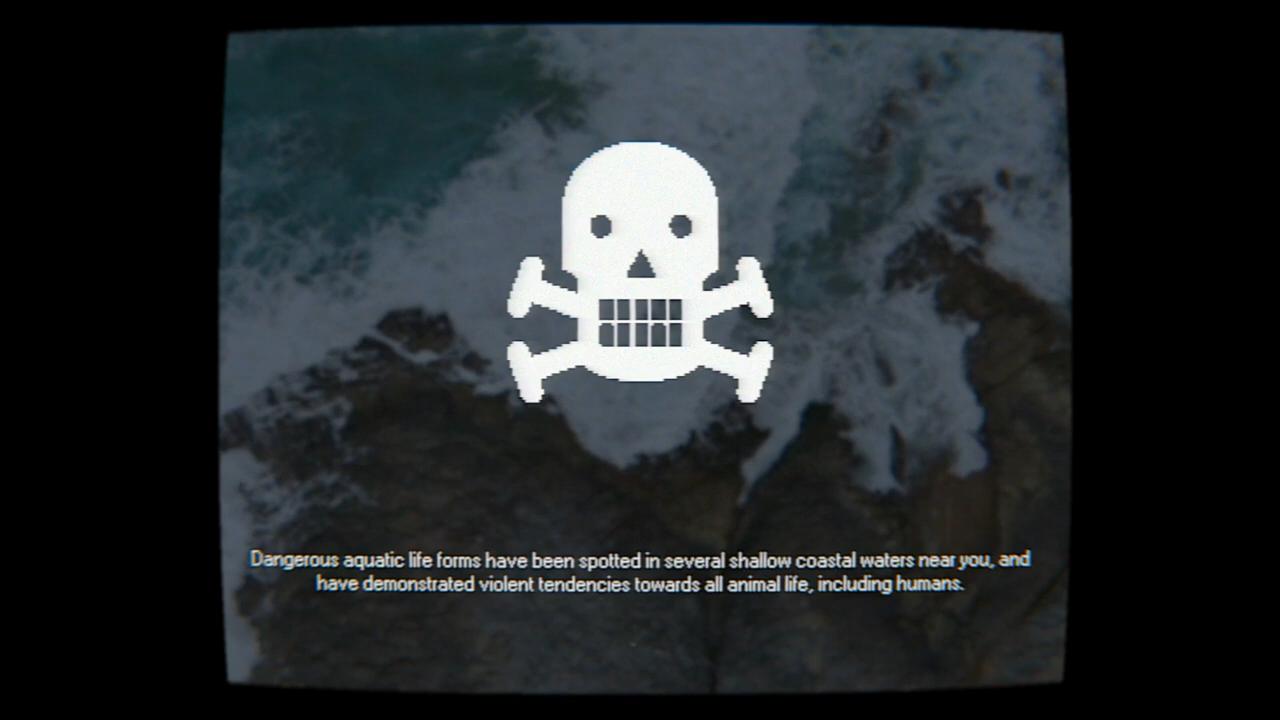 Dangerous aquatic life forms have been spotted in several shallow coastal waters near you, and
have demonstrated violent tendencies towards all animal life, including humans.